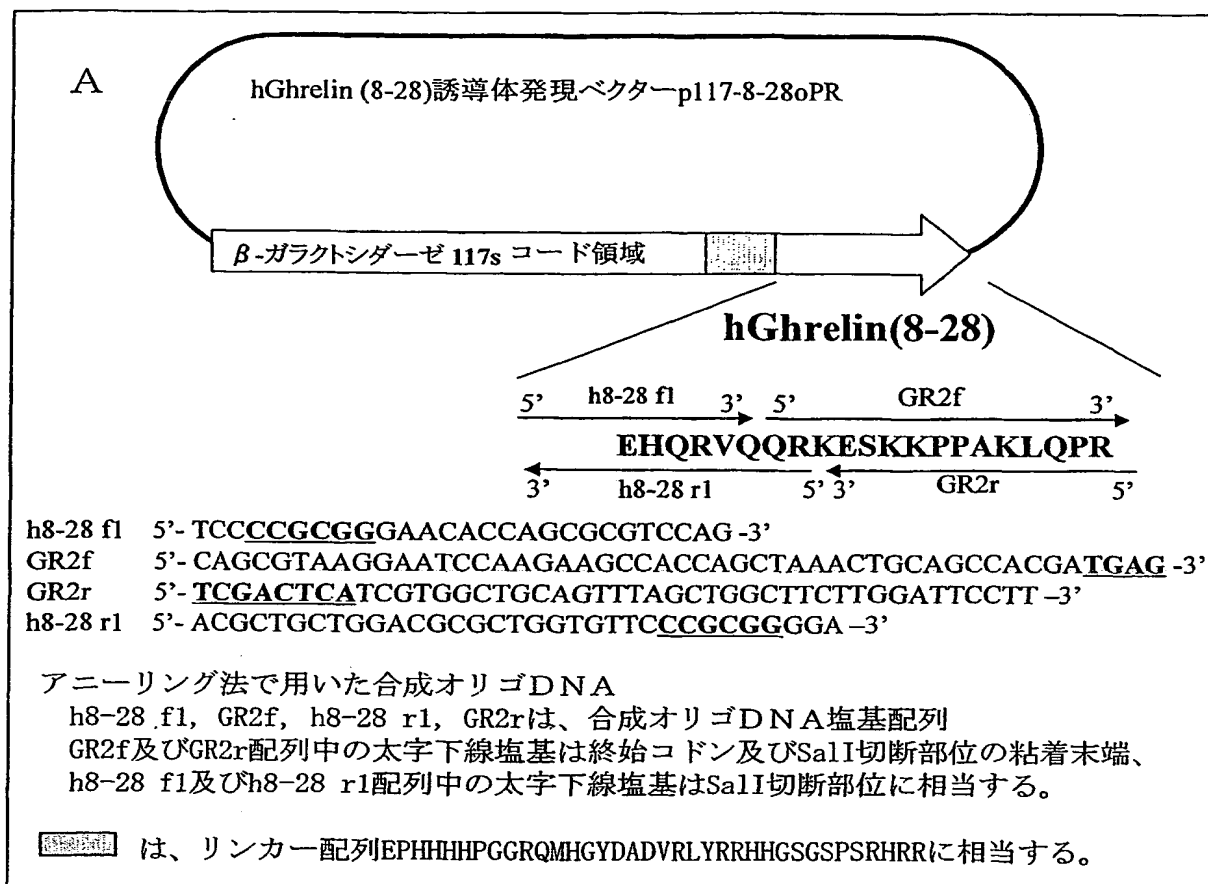 A
hGhrelin (8-28)誘導体発現ベクターp117-8-28oPR
β-ガラクトシダーゼ 117s コード領域
hGhrelin(8-28)
5’ h8-28 f1 3’ 5’ GR2f 3’
EHQRVQQRKESKKPPAKLQPR
3’ h8-28 r1 5’ 3’ GR2r 5’
h8-28 f1 5’- TCCCCGCGGGAACACCAGCGCGTCCAG -3’
GR2f 5’- CAGCGTAAGGAATCCAAGAAGCCACCAGCTAAACTGCAGCCACGATGAG -3’
GR2r 5’- TCGACTCATCGTGGCTGCAGTTTAGCTGGCTTCTTGGATTCCTT –3’
h8-28 r1 5’- ACGCTGCTGGACGCGCTGGTGTTCCCGCGGGGA –3’
アニーリング法で用いた合成オリゴDNA
h8-28 f1, GR2f, h8-28 r1, GR2rは、合成オリゴDNA塩基配列
GR2f及びGR2r配列中の太字下線塩基は終始コドン及びSalI切断部位の粘着末端、
h8-28 f1及びh8-28 r1配列中の太字下線塩基はSalI切断部位に相当する。
は、リンカー配列EPHHHHPGGRQMHGYDADVRLYRRHHGSGSPSRHRRに相当する。